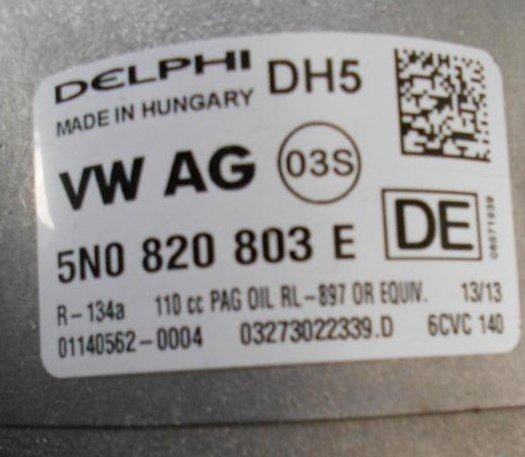 DELPHI DH5
MADE IN HUNGARY
VW AG 03S
5N0 820 803 E DE
08571939
R-134a 110 cc PAG OIL RL-897 OR EQUIV. 13/13
01140562-0004 03273022339.D 6CVC 140